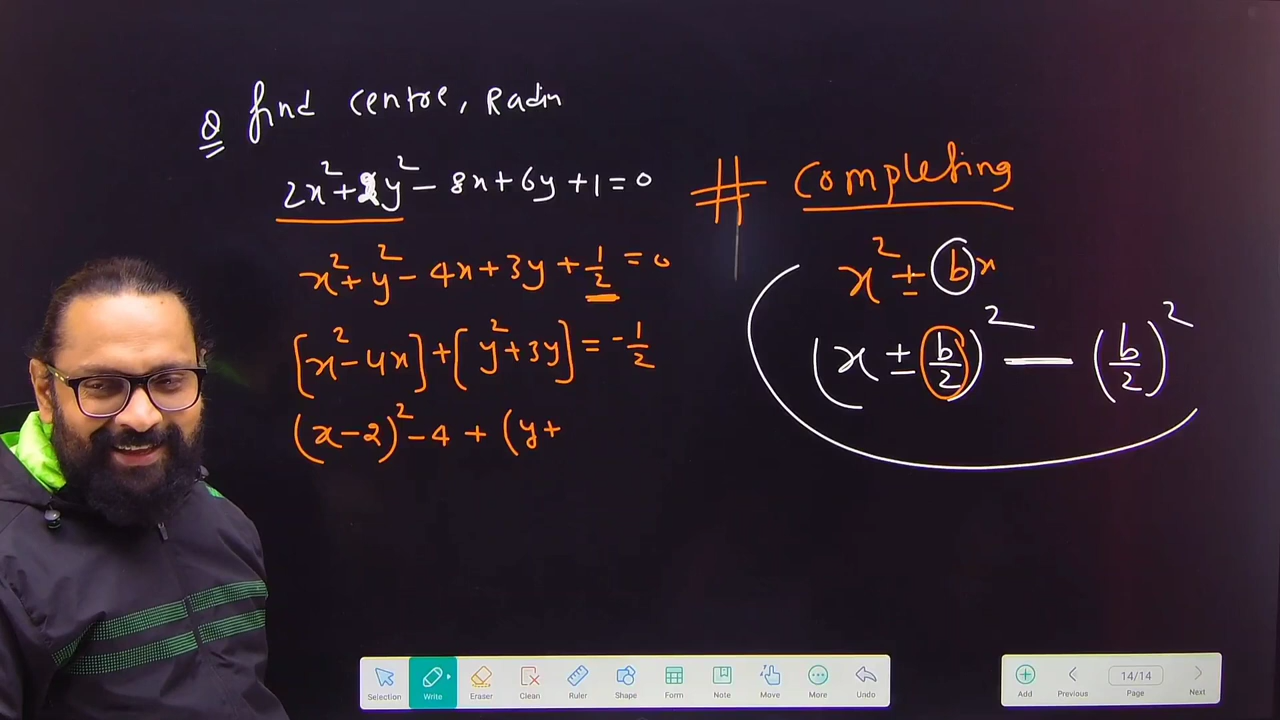 Q find centre, Radiu
2x² + 2y² - 8x + 6y + 1 = 0
x² + y² - 4x + 3y + 1/2 = 0
[x² - 4x] + [y² + 3y] = -1/2
(x - 2)² - 4 + (y +
# completing
x² ± bx
(x ± b/2)² — (b/2)²
Selection Write Eraser Clean Ruler Shape Form Note Move More Undo
Add Previous 14/14 Page Next